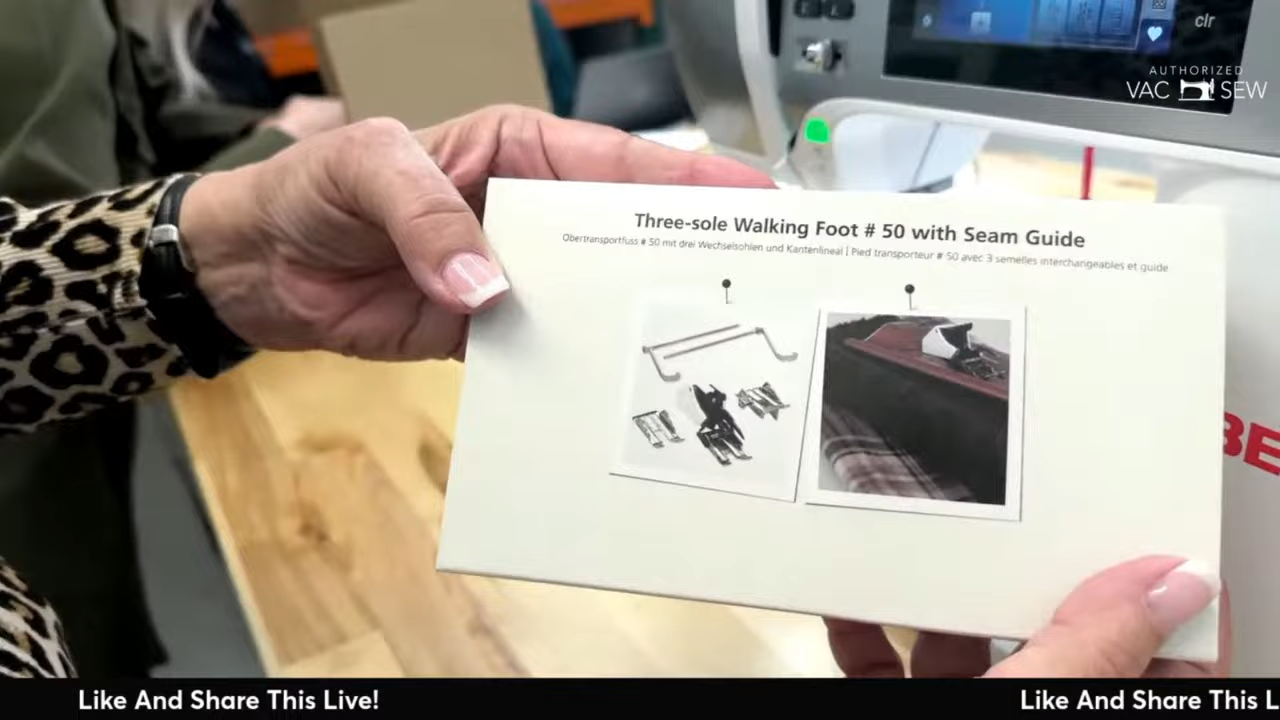 clr
AUTHORIZED
VAC SEW
Three-sole Walking Foot # 50 with Seam Guide
Obertransportfuss # 50 mit drei Wechselsohlen und Kantenlineal | Pied transporteur # 50 avec 3 semelles interchangeables et guide
BE
Like And Share This Live!
Like And Share This L